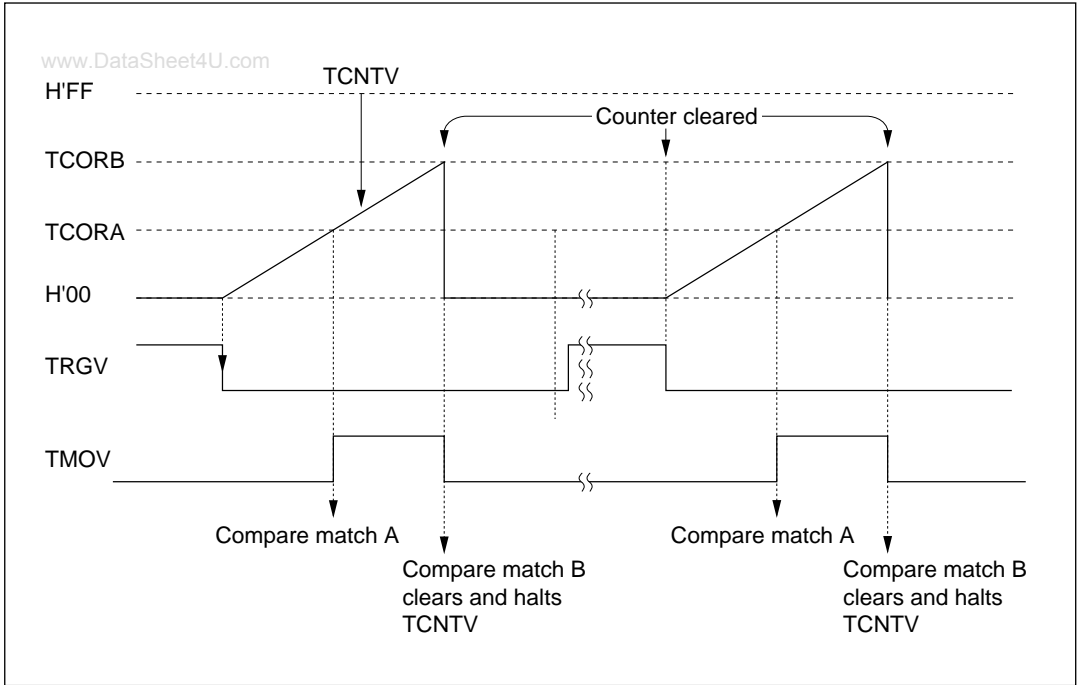 www.DataSheet4U.com
TCNTV
H'FF
Counter cleared
TCORB
TCORA
H'00
TRGV
TMOV
Compare match A
Compare match A
Compare match B
clears and halts
TCNTV
Compare match B
clears and halts
TCNTV